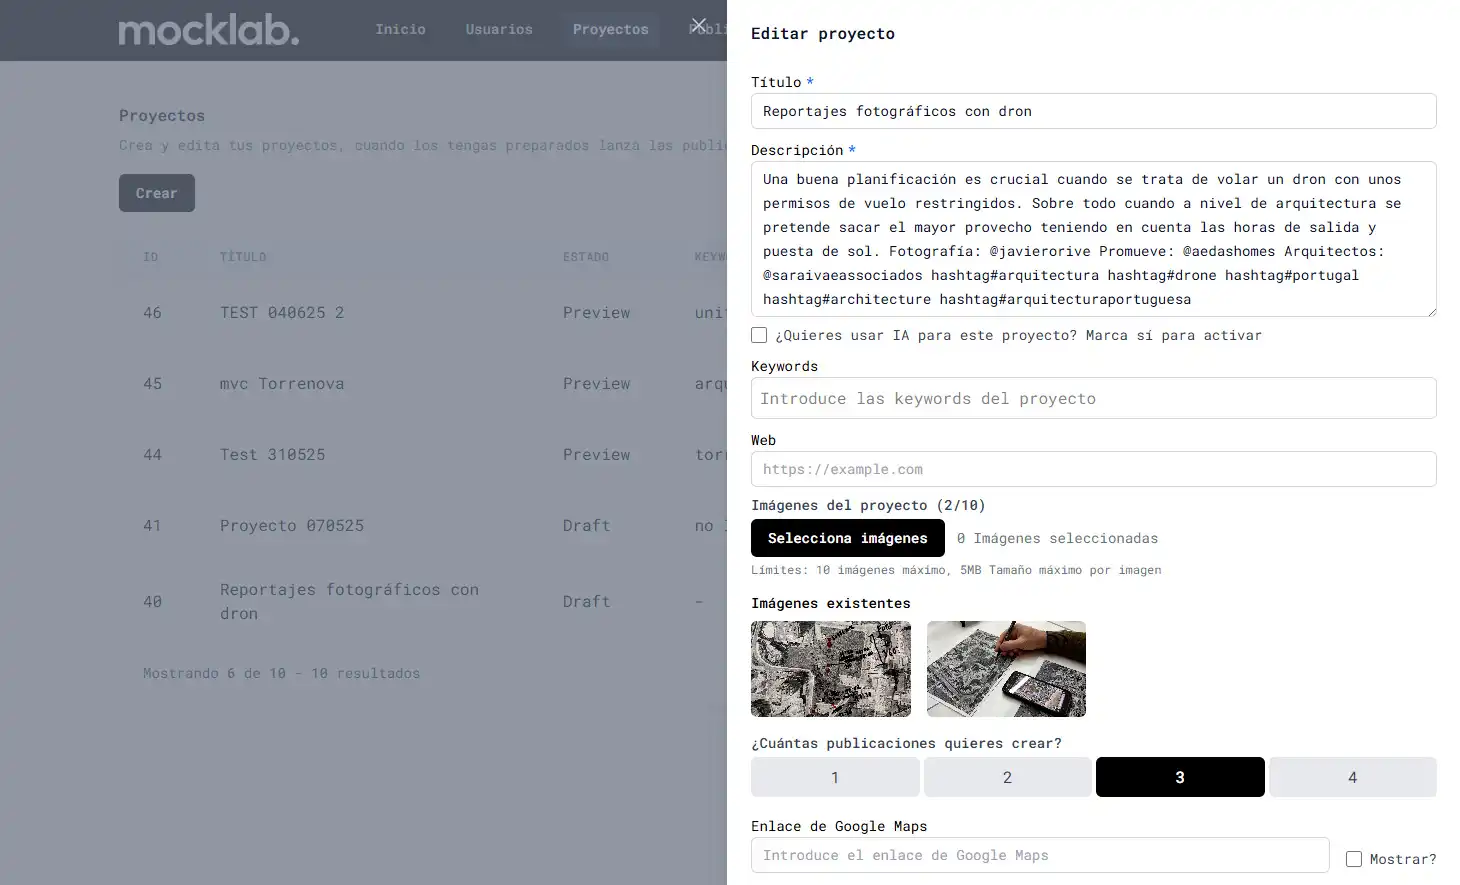 mocklab.
Inicio Usuarios Proyectos
Proyectos
Crea y edita tus proyectos, cuando los tengas preparados lanza las
Crear
ID TÍTULO ESTADO
46 TEST 040625 2 Preview
45 mvc Torrenova Preview
44 Test 310525 Preview
41 Proyecto 070525 Draft no
40 Reportajes fotográficos con dron Draft -
Mostrando 6 de 10 - 10 resultados
Editar proyecto
Título *
Reportajes fotográficos con dron
Descripción *
Una buena planificación es crucial cuando se trata de volar un dron con unos
permisos de vuelo restringidos. Sobre todo cuando a nivel de arquitectura se
pretende sacar el mayor provecho teniendo en cuenta las horas de salida y
puesta de sol. Fotografía: @javierorive Promueve: @aedashomes Arquitectos:
@saraivaeassociados hashtag#arquitectura hashtag#drone hashtag#portugal
hashtag#architecture hashtag#arquitecturaportuguesa
¿Quieres usar IA para este proyecto? Marca sí para activar
Keywords
Introduce las keywords del proyecto
Web
https://example.com
Imágenes del proyecto (2/10)
Selecciona imágenes 0 Imágenes seleccionadas
Límites: 10 imágenes máximo, 5MB Tamaño máximo por imagen
Imágenes existentes
¿Cuántas publicaciones quieres crear?
1 2 3 4
Enlace de Google Maps
Introduce el enlace de Google Maps Mostrar?